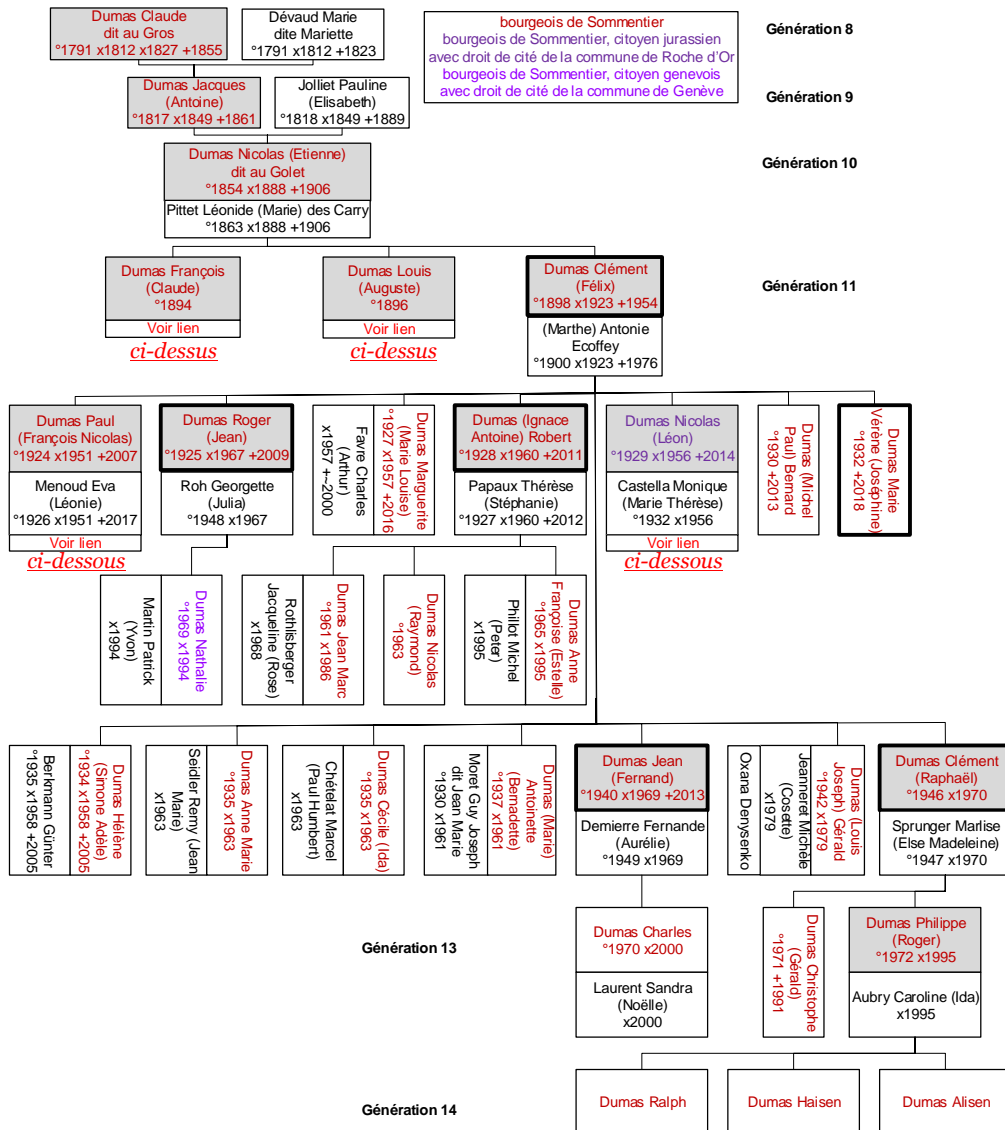 Dumas Claude
dit au Gros
°1791 x1812 x1827 +1855
Dévaud Marie
dite Mariette
°1791 x1812 +1823
bourgeois de Sommentier
bourgeois de Sommentier, citoyen jurassien
avec droit de cité de la commune de Roche d'Or
bourgeois de Sommentier, citoyen genevois
avec droit de cité de la commune de Genève
Génération 8
Dumas Jacques
(Antoine)
°1817 x1849 +1861
Jolliet Pauline
(Elisabeth)
°1818 x1849 +1889
Génération 9
Dumas Nicolas (Etienne)
dit au Golet
°1854 x1888 +1906
Pittet Léonide (Marie) des Carry
°1863 x1888 +1906
Génération 10
Dumas François
(Claude)
°1894
Voir lien
ci-dessus
Dumas Louis
(Auguste)
°1896
Voir lien
ci-dessus
Dumas Clément
(Félix)
°1898 x1923 +1954
(Marthe) Antonie
Ecoffey
°1900 x1923 +1976
Génération 11
Dumas Paul
(François Nicolas)
°1924 x1951 +2007
Menoud Eva
(Léonie)
°1926 x1951 +2017
Voir lien
ci-dessous
Dumas Roger
(Jean)
°1925 x1967 +2009
Roh Georgette
(Julia)
°1948 x1967
Dumas Marguerite
(Marie Louise)
°1927 x1957 +2016
Favre Charles
(Arthur)
x1957 +~2000
Dumas (Ignace
Antoine) Robert
°1928 x1960 +2011
Papaux Thérèse
(Stéphanie)
°1927 x1960 +2012
Dumas Nicolas
(Léon)
°1929 x1956 +2014
Castella Monique
(Marie Thérèse)
°1932 x1956
Voir lien
ci-dessous
Dumas (Michel
Paul) Bernard
°1930 +2013
Dumas Marie
Vérène (Joséphine)
°1932 +2018
Dumas Nathalie
°1969 x1994
Martin Patrick
(Yvon)
x1994
Dumas Jean Marc
°1961 x1986
Rothlisberger
Jacqueline (Rose)
x1968
Dumas Nicolas
(Raymond)
°1963
Dumas Anne
Françoise (Estelle)
°1965 x1995
Phillot Michel
(Peter)
x1995
Dumas Hélène
(Simone Adèle)
°1934 x1958 +2005
Berkmann Günter
°1935 x1958 +2005
Dumas Anne Marie
°1935 x1963
Seidler Remy (Jean
Marie)
x1963
Dumas Cécile (Ida)
°1935 x1963
Chételat Marcel
(Paul Humbert)
x1963
Dumas (Marie)
Antoinette
(Bernadette)
°1937 x1961
Moret Guy Joseph
dit Jean Marie
°1930 x1961
Dumas Jean
(Fernand)
°1940 x1969 +2013
Demierre Fernande
(Aurélie)
°1949 x1969
Dumas (Louis
Joseph) Gérald
°1942 x1979
Jeanneret Michèle
(Cosette)
x1979
Oxana Denysenko
Dumas Clément
(Raphaël)
°1946 x1970
Sprunger Marlise
(Else Madeleine)
°1947 x1970
Génération 13
Dumas Charles
°1970 x2000
Laurent Sandra
(Noëlle)
x2000
Dumas Christophe
(Gérald)
°1971 +1991
Dumas Philippe
(Roger)
°1972 x1995
Aubry Caroline (Ida)
x1995
Génération 14
Dumas Ralph
Dumas Haisen
Dumas Alisen